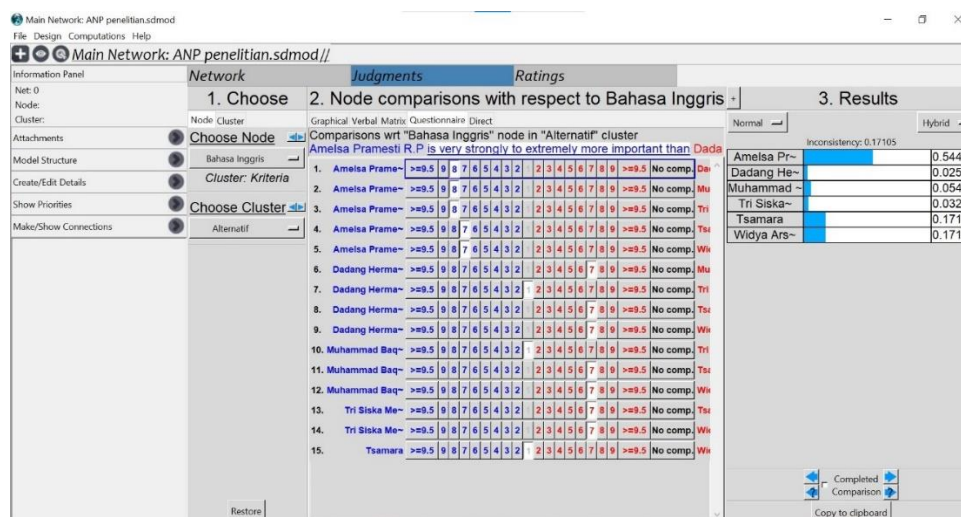 Main Network: ANP penelitian.sdmod
File Design Computations Help
Main Network: ANP penelitian.sdmod//
Information Panel
Net: 0
Node:
Cluster:
Attachments
Model Structure
Create/Edit Details
Show Priorities
Make/Show Connections
Network
Judgments
Ratings
1. Choose
Node Cluster
Choose Node
Bahasa Inggris
Cluster: Kriteria
Choose Cluster
Alternatif
Restore
2. Node comparisons with respect to Bahasa Inggris
Graphical Verbal Matrix Questionnaire Direct
Comparisons wrt "Bahasa Inggris" node in "Alternatif" cluster
Amelsa Pramesti R.P is very strongly to extremely more important than Dada
1. Amelsa Prame~ >=9.5 9 8 7 6 5 4 3 2 1 2 3 4 5 6 7 8 9 >=9.5 No comp. Da
2. Amelsa Prame~ >=9.5 9 8 7 6 5 4 3 2 1 2 3 4 5 6 7 8 9 >=9.5 No comp. Mu
3. Amelsa Prame~ >=9.5 9 8 7 6 5 4 3 2 1 2 3 4 5 6 7 8 9 >=9.5 No comp. Tri
4. Amelsa Prame~ >=9.5 9 8 7 6 5 4 3 2 1 2 3 4 5 6 7 8 9 >=9.5 No comp. Tsa
5. Amelsa Prame~ >=9.5 9 8 7 6 5 4 3 2 1 2 3 4 5 6 7 8 9 >=9.5 No comp. Wi
6. Dadang Herma~ >=9.5 9 8 7 6 5 4 3 2 1 2 3 4 5 6 7 8 9 >=9.5 No comp. Mu
7. Dadang Herma~ >=9.5 9 8 7 6 5 4 3 2 1 2 3 4 5 6 7 8 9 >=9.5 No comp. Tri
8. Dadang Herma~ >=9.5 9 8 7 6 5 4 3 2 1 2 3 4 5 6 7 8 9 >=9.5 No comp. Tsa
9. Dadang Herma~ >=9.5 9 8 7 6 5 4 3 2 1 2 3 4 5 6 7 8 9 >=9.5 No comp. Wi
10. Muhammad Baq~ >=9.5 9 8 7 6 5 4 3 2 1 2 3 4 5 6 7 8 9 >=9.5 No comp. Tri
11. Muhammad Baq~ >=9.5 9 8 7 6 5 4 3 2 1 2 3 4 5 6 7 8 9 >=9.5 No comp. Tsa
12. Muhammad Baq~ >=9.5 9 8 7 6 5 4 3 2 1 2 3 4 5 6 7 8 9 >=9.5 No comp. Wi
13. Tri Siska Me~ >=9.5 9 8 7 6 5 4 3 2 1 2 3 4 5 6 7 8 9 >=9.5 No comp. Tsa
14. Tri Siska Me~ >=9.5 9 8 7 6 5 4 3 2 1 2 3 4 5 6 7 8 9 >=9.5 No comp. Wi
15. Tsamara >=9.5 9 8 7 6 5 4 3 2 1 2 3 4 5 6 7 8 9 >=9.5 No comp. Wi
3. Results
Normal
Hybrid
Inconsistency: 0.17105
Amelsa Pr~ 0.544
Dadang He~ 0.025
Muhammad ~ 0.054
Tri Siska~ 0.032
Tsamara 0.171
Widya Ars~ 0.171
Completed
Comparison
Copy to clipboard